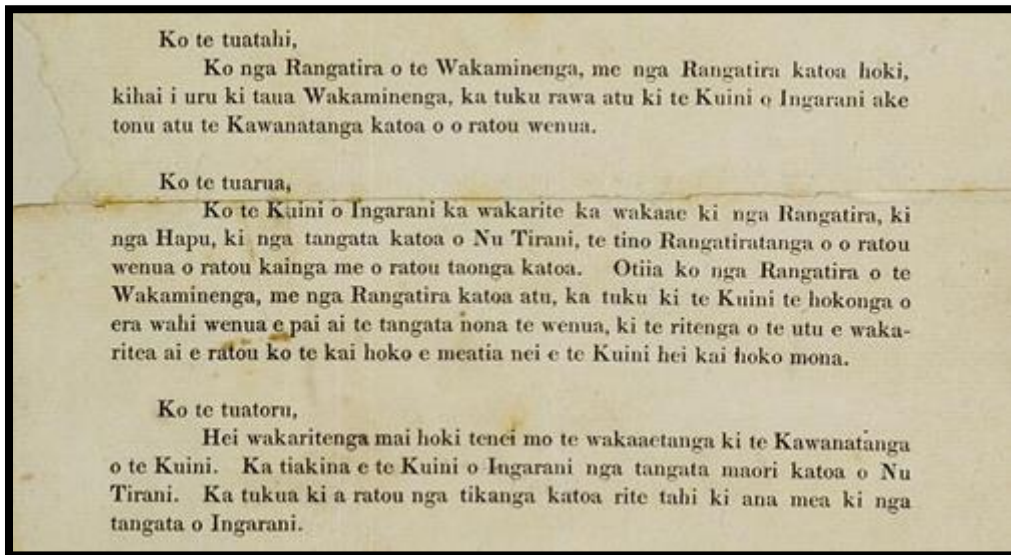 Ko te tuatahi,
Ko nga Rangatira o te Wakaminenga, me nga Rangatira katoa hoki,
kihai i uru ki taua Wakaminenga, ka tuku rawa atu ki te Kuini o Ingarani ake
tonu atu te Kawanatanga katoa o o ratou wenua.
Ko te tuarua,
Ko te Kuini o Ingarani ka wakarite ka wakaae ki nga Rangatira, ki
nga Hapu, ki nga tangata katoa o Nu Tirani, te tino Rangatiratanga o o ratou
wenua o ratou kainga me o ratou taonga katoa. Otiia ko nga Rangatira o te
Wakaminenga, me nga Rangatira katoa atu, ka tuku ki te Kuini te hokonga o
era wahi wenua e pai ai te tangata nona te wenua, ki te ritenga o te utu e waka-
ritea ai e ratou ko te kai hoko e meatia nei e te Kuini hei kai hoko mona.
Ko te tuatoru,
Hei wakaritenga mai hoki tenei mo te wakaaetanga ki te Kawanatanga
o te Kuini. Ka tiakina e te Kuini o Ingarani nga tangata maori katoa o Nu
Tirani. Ka tukua ki a ratou nga tikanga katoa rite tahi ki ana mea ki nga
tangata o Ingarani.